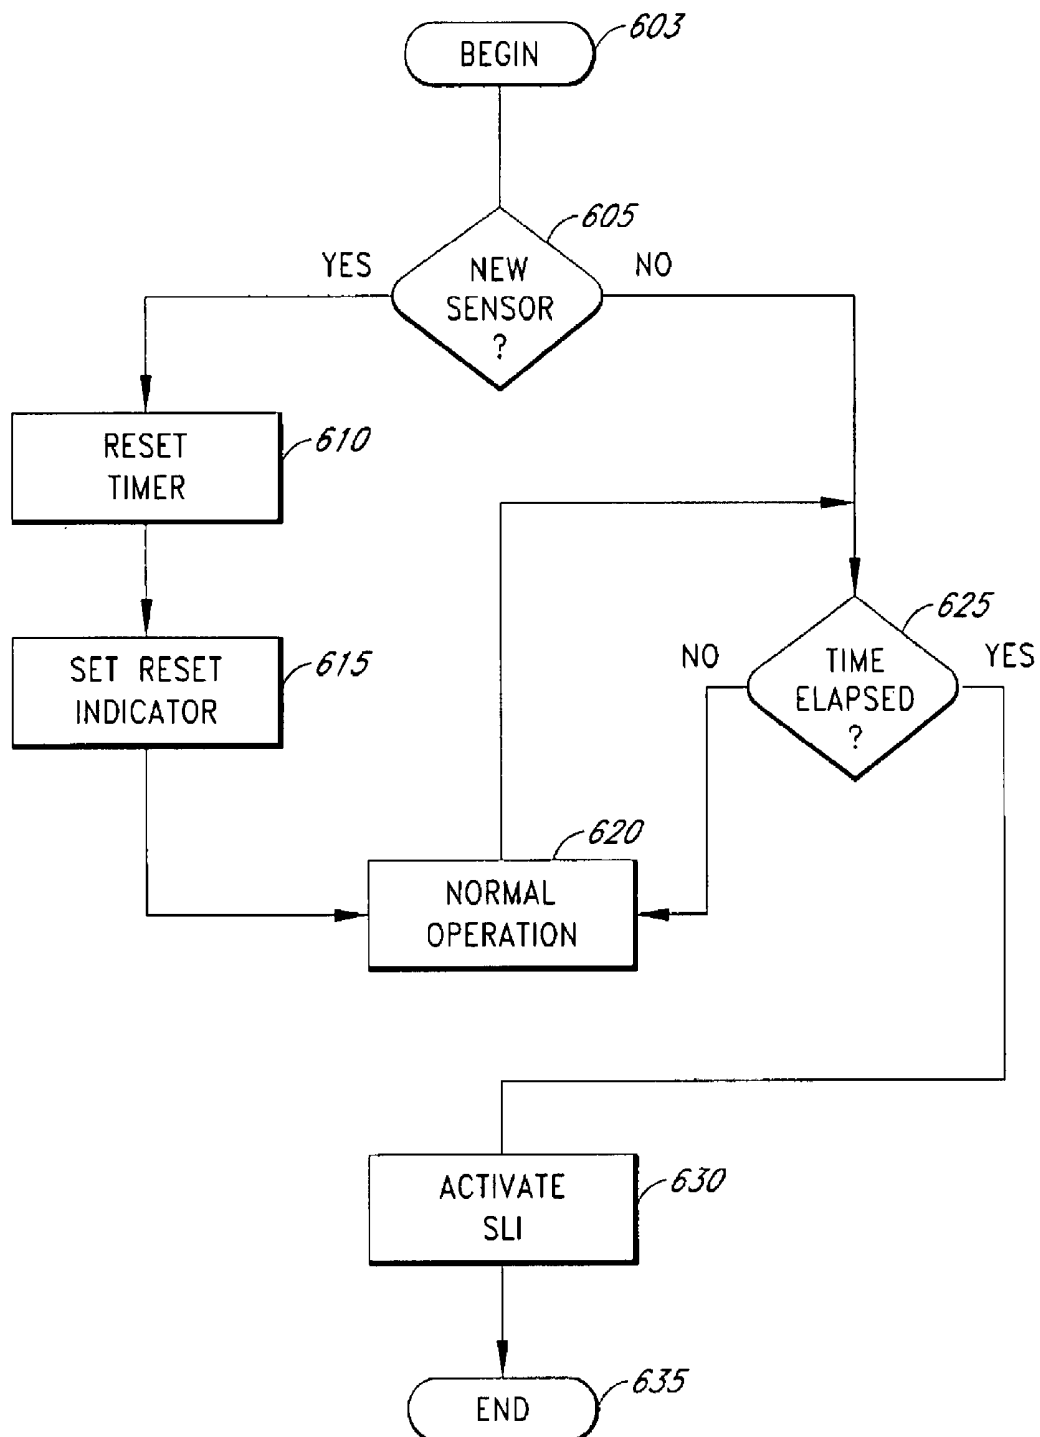 BEGIN
603
605
YES
NEW
SENSOR
?
NO
RESET
TIMER
610
625
NO
TIME
ELAPSED
?
YES
SET RESET
INDICATOR
615
620
NORMAL
OPERATION
ACTIVATE
SLI
630
END
635